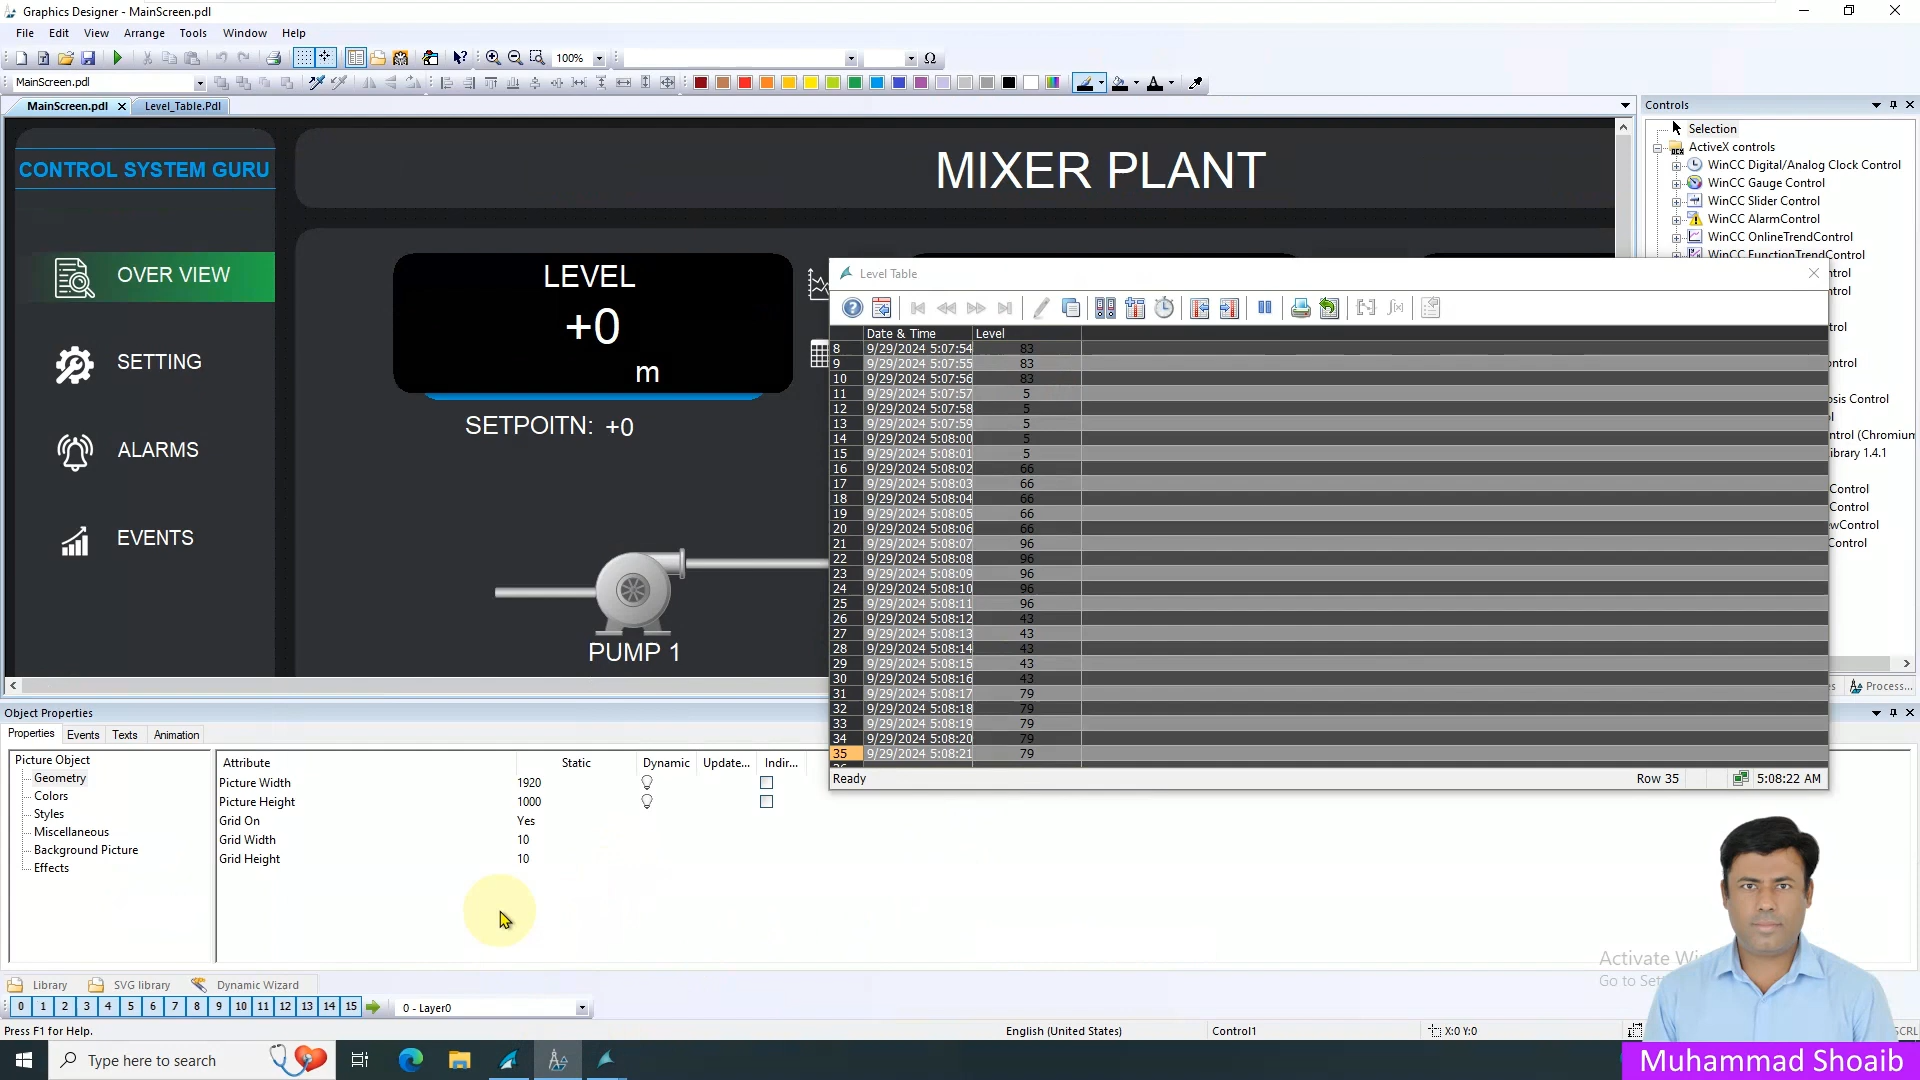 Graphics Designer - MainScreen.pdl
File Edit View Arrange Tools Window Help
100%
MainScreen.pdl
MainScreen.pdl Level_Table.Pdl
CONTROL SYSTEM GURU
OVER VIEW
SETTING
ALARMS
EVENTS
MIXER PLANT
LEVEL
+0
m
SETPOITN: +0
PUMP 1
Level Table
Date & Time Level
8 9/29/2024 5:07:54 83
9 9/29/2024 5:07:55 83
10 9/29/2024 5:07:56 83
11 9/29/2024 5:07:57 5
12 9/29/2024 5:07:58 5
13 9/29/2024 5:07:59 5
14 9/29/2024 5:08:00 5
15 9/29/2024 5:08:01 5
16 9/29/2024 5:08:02 66
17 9/29/2024 5:08:03 66
18 9/29/2024 5:08:04 66
19 9/29/2024 5:08:05 66
20 9/29/2024 5:08:06 66
21 9/29/2024 5:08:07 96
22 9/29/2024 5:08:08 96
23 9/29/2024 5:08:09 96
24 9/29/2024 5:08:10 96
25 9/29/2024 5:08:11 96
26 9/29/2024 5:08:12 43
27 9/29/2024 5:08:13 43
28 9/29/2024 5:08:14 43
29 9/29/2024 5:08:15 43
30 9/29/2024 5:08:16 43
31 9/29/2024 5:08:17 79
32 9/29/2024 5:08:18 79
33 9/29/2024 5:08:19 79
34 9/29/2024 5:08:20 79
35 9/29/2024 5:08:21 79
Ready Row 35 5:08:22 AM
Controls
Selection
ActiveX controls
WinCC Digital/Analog Clock Control
WinCC Gauge Control
WinCC Slider Control
WinCC AlarmControl
WinCC OnlineTrendControl
WinCC FunctionTrendControl
Control
ntrol (Chromium
ibrary 1.4.1
Control
Control
ewControl
Control
Process...
Object Properties
Properties Events Texts Animation
Picture Object
Geometry
Colors
Styles
Miscellaneous
Background Picture
Effects
Attribute Static Dynamic Update... Indir...
Picture Width 1920
Picture Height 1000
Grid On Yes
Grid Width 10
Grid Height 10
Library SVG library Dynamic Wizard
0 1 2 3 4 5 6 7 8 9 10 11 12 13 14 15 0 - Layer0
Press F1 for Help. English (United States) Control1 X:0 Y:0 SCRL
Type here to search
Activate Wi
Go to Set
Muhammad Shoaib